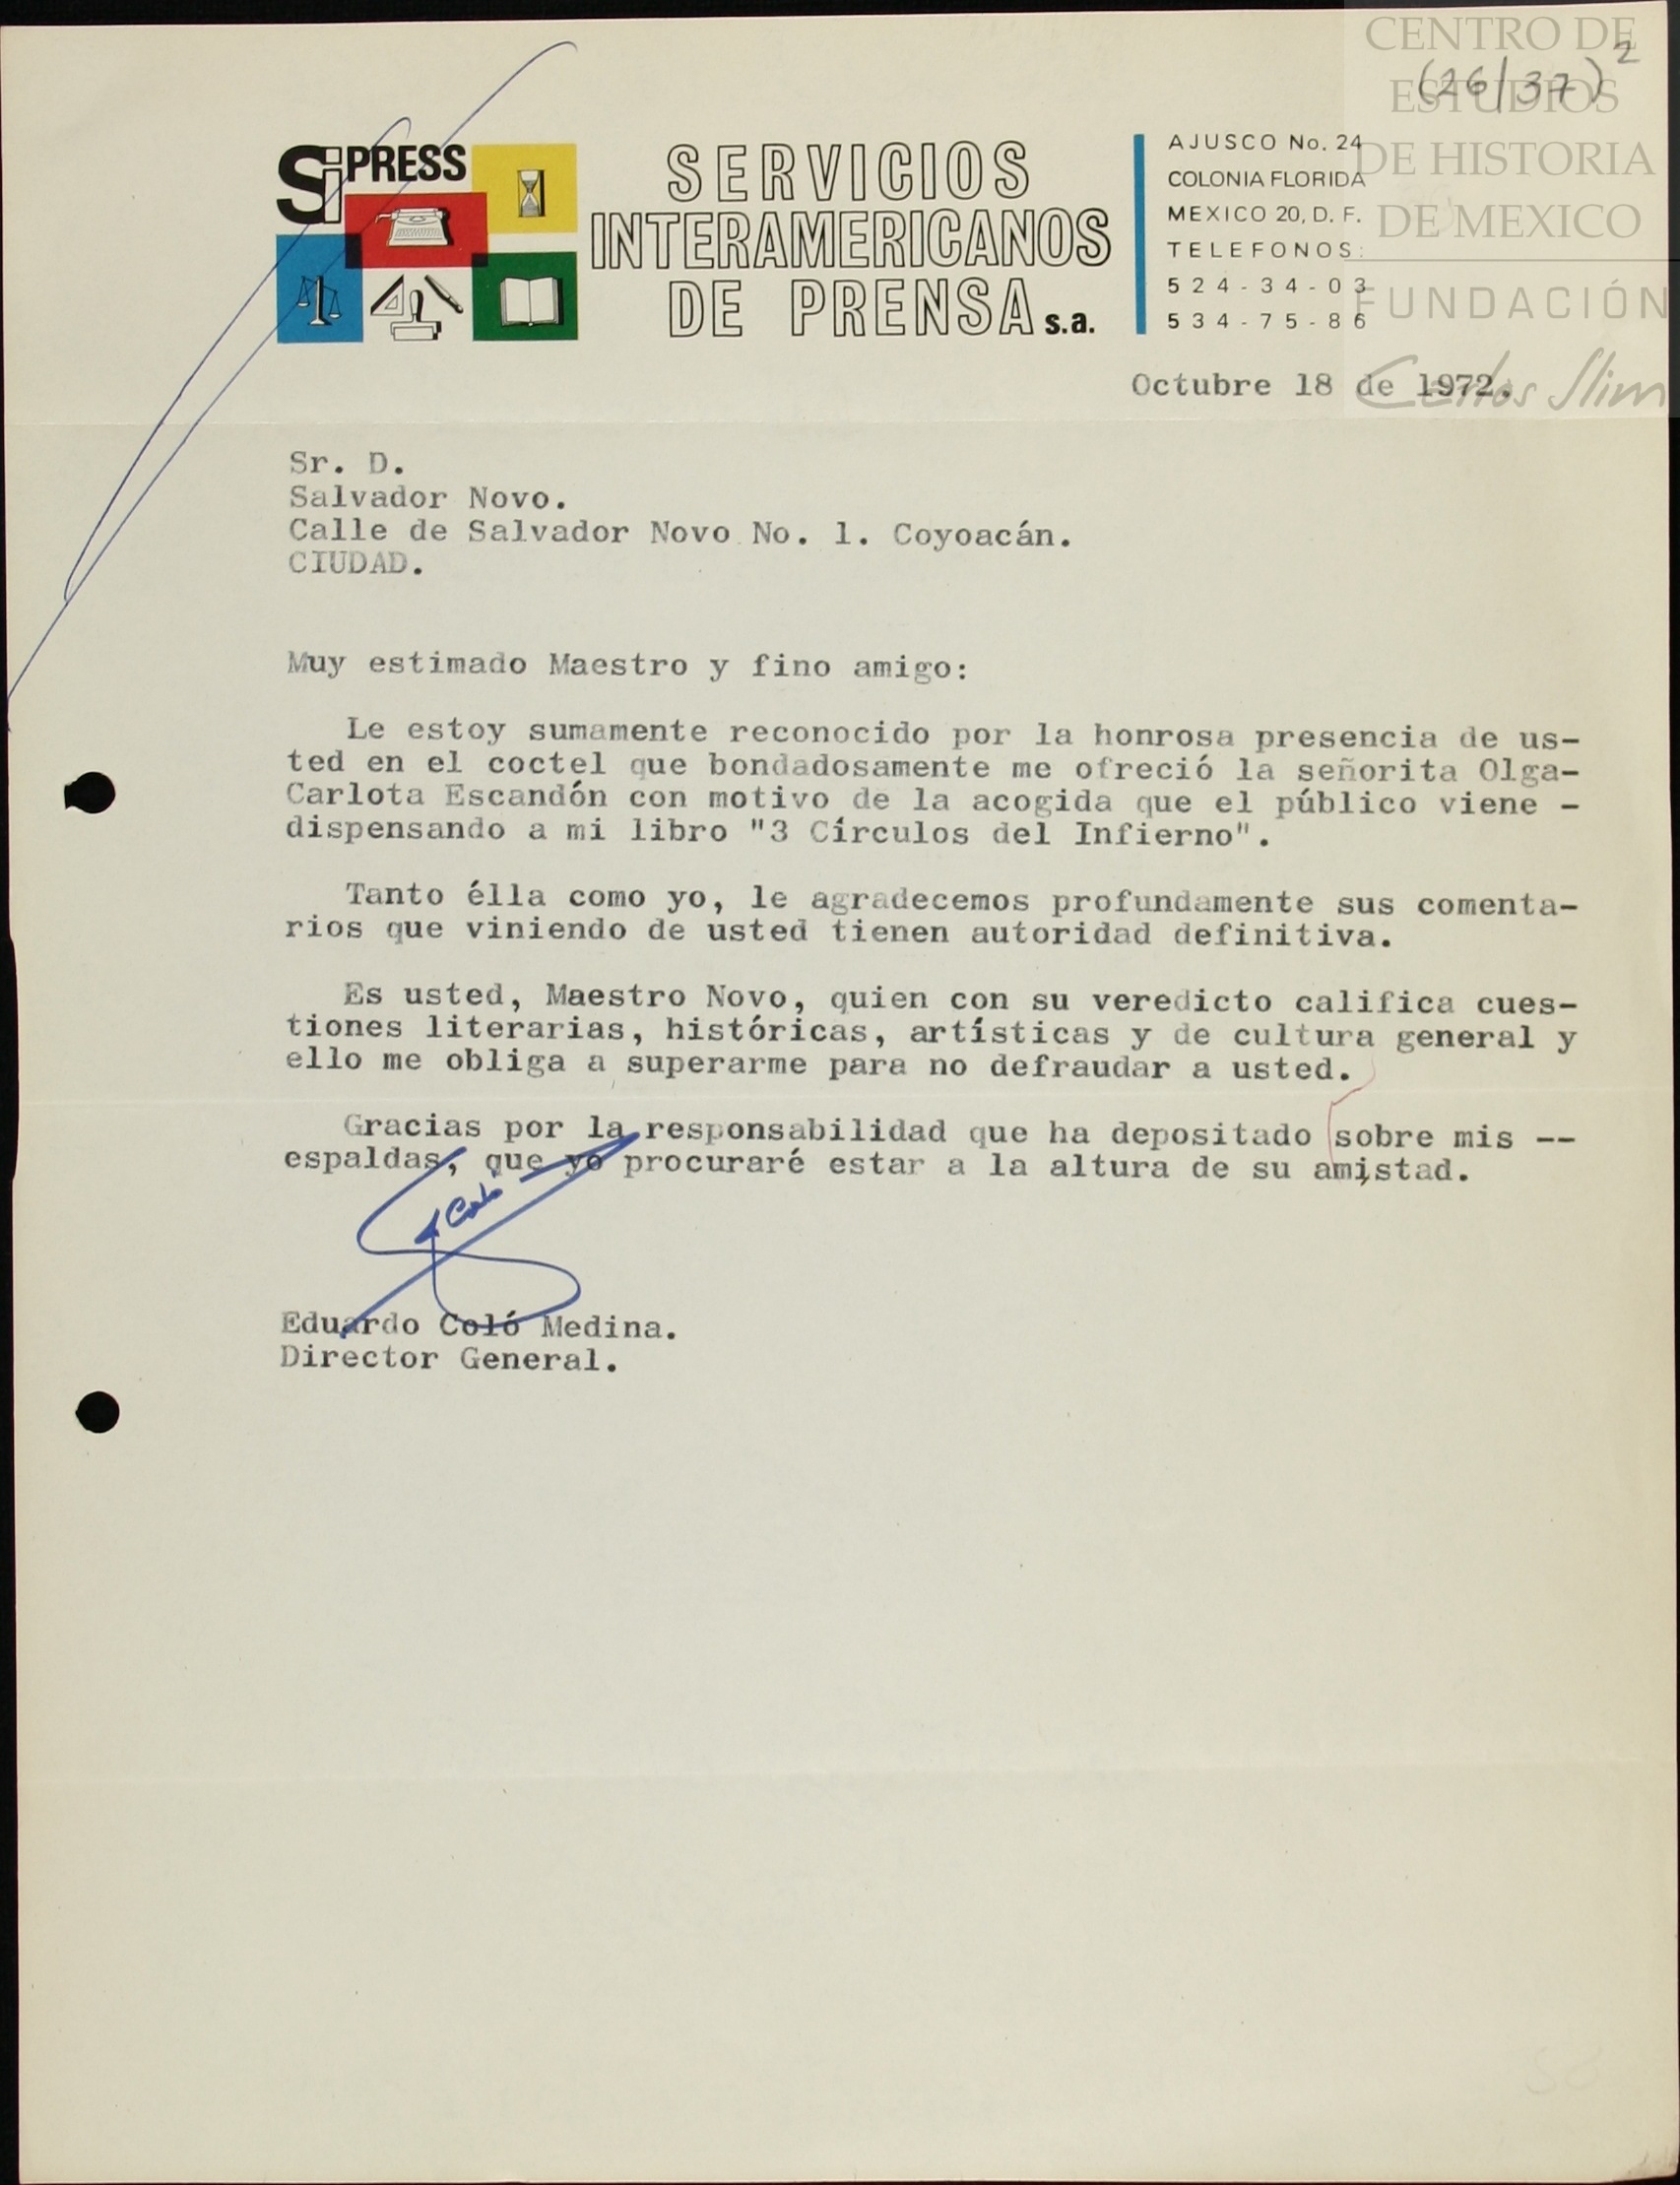 CENTRO DE
ESTUDIOS
DE HISTORIA
DE MEXICO
FUNDACIÓN
Carlos Slim
(26/37)²
Si PRESS
SERVICIOS
INTERAMERICANOS
DE PRENSA s.a.
AJUSCO No. 24
COLONIA FLORIDA
MEXICO 20, D. F.
TELEFONOS:
524-34-03
534-75-86
Octubre 18 de 1972.
Sr. D.
Salvador Novo.
Calle de Salvador Novo No. 1. Coyoacán.
CIUDAD.
Muy estimado Maestro y fino amigo:
Le estoy sumamente reconocido por la honrosa presencia de us-
ted en el coctel que bondadosamente me ofreció la señorita Olga-
Carlota Escandón con motivo de la acogida que el público viene -
dispensando a mi libro "3 Círculos del Infierno".
Tanto élla como yo, le agradecemos profundamente sus comenta-
rios que viniendo de usted tienen autoridad definitiva.
Es usted, Maestro Novo, quien con su veredicto califica cues-
tiones literarias, históricas, artísticas y de cultura general y
ello me obliga a superarme para no defraudar a usted.
Gracias por la responsabilidad que ha depositado sobre mis --
espaldas, que yo procuraré estar a la altura de su amistad.
Eduardo Coló Medina.
Director General.